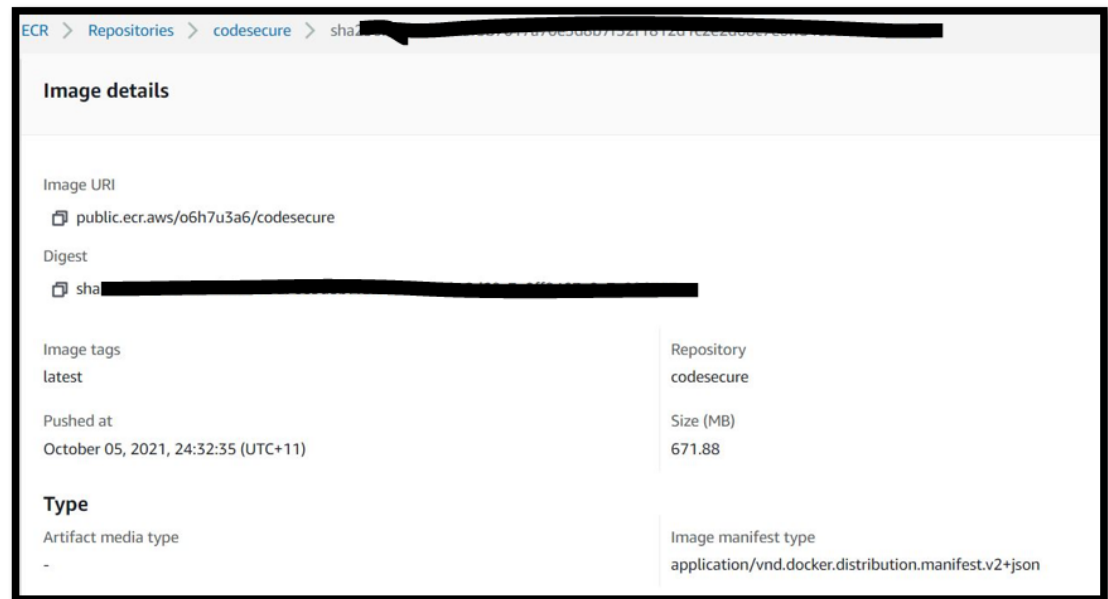 ECR > Repositories > codesecure >
Image details
Image URI
public.ecr.aws/o6h7u3a6/codesecure
Digest
sha
Image tags
Repository
latest
codesecure
Pushed at
Size (MB)
October 05, 2021, 24:32:35 (UTC+11)
671.88
Type
Artifact media type
Image manifest type
-
application/vnd.docker.distribution.manifest.v2+json